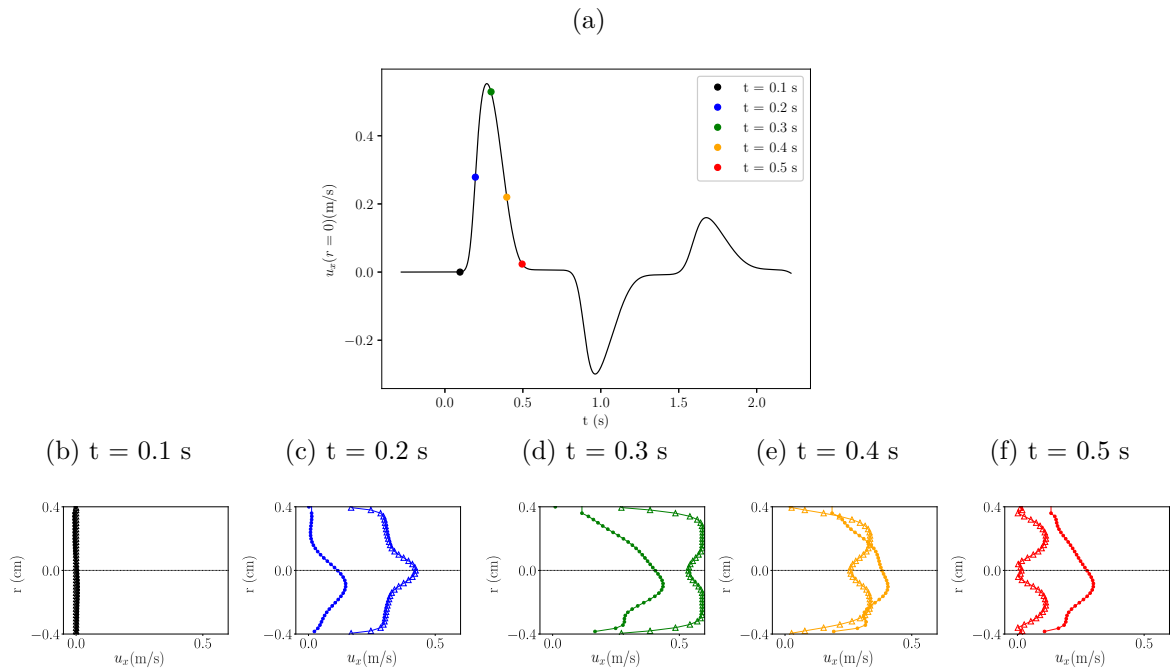 (a)
u_x(r = 0)(m/s)
0.4
0.2
0.0
−0.2
t = 0.1 s
t = 0.2 s
t = 0.3 s
t = 0.4 s
t = 0.5 s
0.0 0.5 1.0 1.5 2.0
t (s)
(b) t = 0.1 s
(c) t = 0.2 s
(d) t = 0.3 s
(e) t = 0.4 s
(f) t = 0.5 s
r (cm)
0.4
0.0
−0.4
0.0 0.5
u_x(m/s)
r (cm)
0.4
0.0
−0.4
0.0 0.5
u_x(m/s)
r (cm)
0.4
0.0
−0.4
0.0 0.5
u_x(m/s)
r (cm)
0.4
0.0
−0.4
0.0 0.5
u_x(m/s)
r (cm)
0.4
0.0
−0.4
0.0 0.5
u_x(m/s)